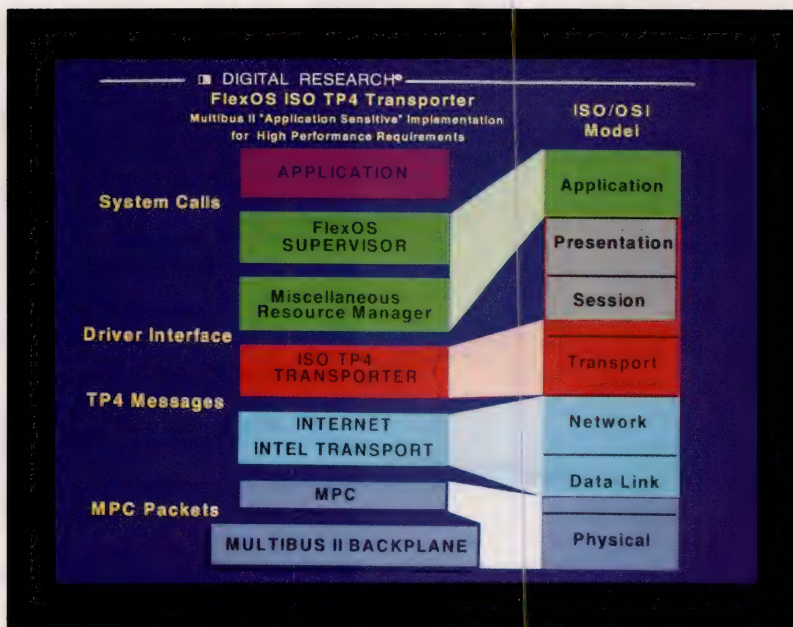 DIGITAL RESEARCH®
FlexOS ISO TP4 Transporter
Multibus II "Application Sensitive" Implementation
for High Performance Requirements
ISO/OSI
Model
System Calls
Driver Interface
TP4 Messages
MPC Packets
APPLICATION
FlexOS
SUPERVISOR
Miscellaneous
Resource Manager
ISO TP4
TRANSPORTER
INTERNET
INTEL TRANSPORT
MPC
MULTIBUS II BACKPLANE
Application
Presentation
Session
Transport
Network
Data Link
Physical